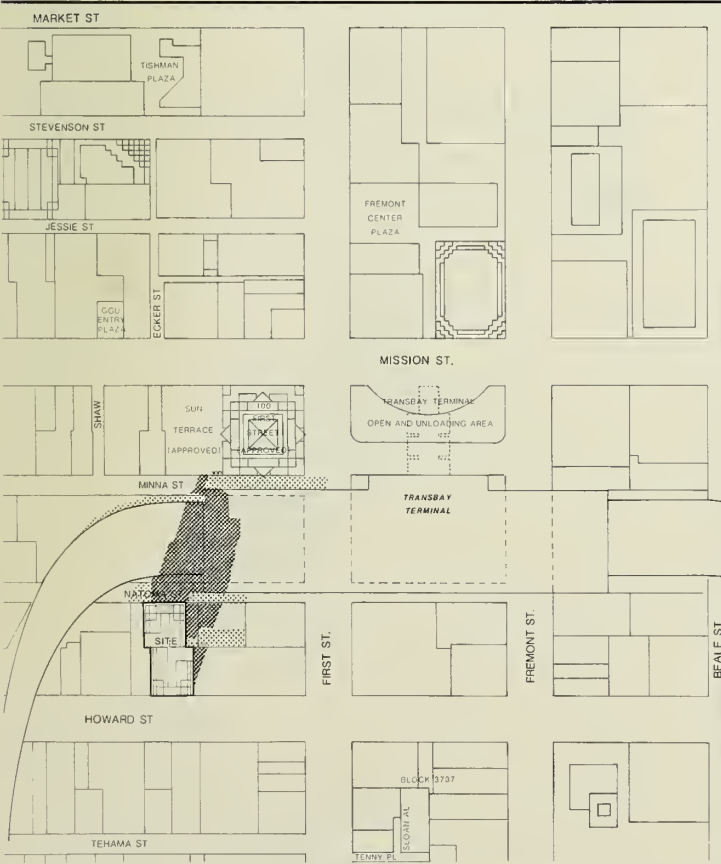 MARKET ST
TISHMAN
PLAZA
STEVENSON ST
JESSIE ST
FREMONT
CENTER
PLAZA
GGU
ENTRY
PLAZA
ECKER ST
MISSION ST.
SHAW
SUN
TERRACE
(APPROVED)
100
FIRST
STREET
(APPROVED)
TRANSBAY TERMINAL
OPEN AND UNLOADING AREA
MINNA ST
TRANSBAY
TERMINAL
NATOMA ST
SITE
FIRST ST.
FREMONT ST.
BEALE ST
HOWARD ST
BLOCK 3737
SLOAN AL
TEHAMA ST
TENNY PL